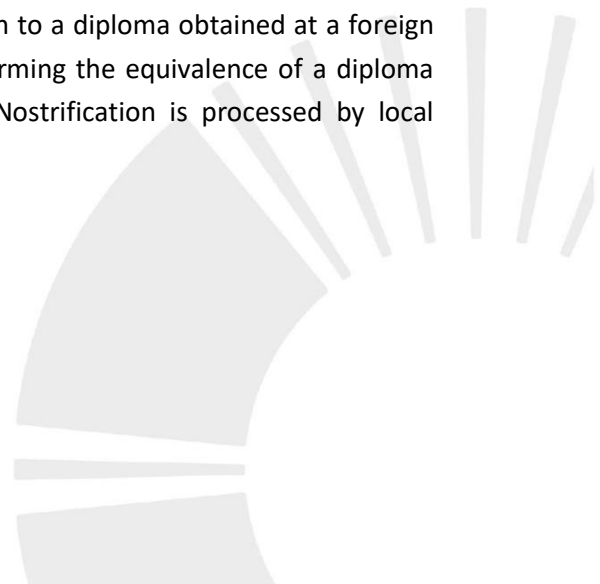 to a diploma obtained at a foreign
rming the equivalence of a diploma
Nostrification is processed by local